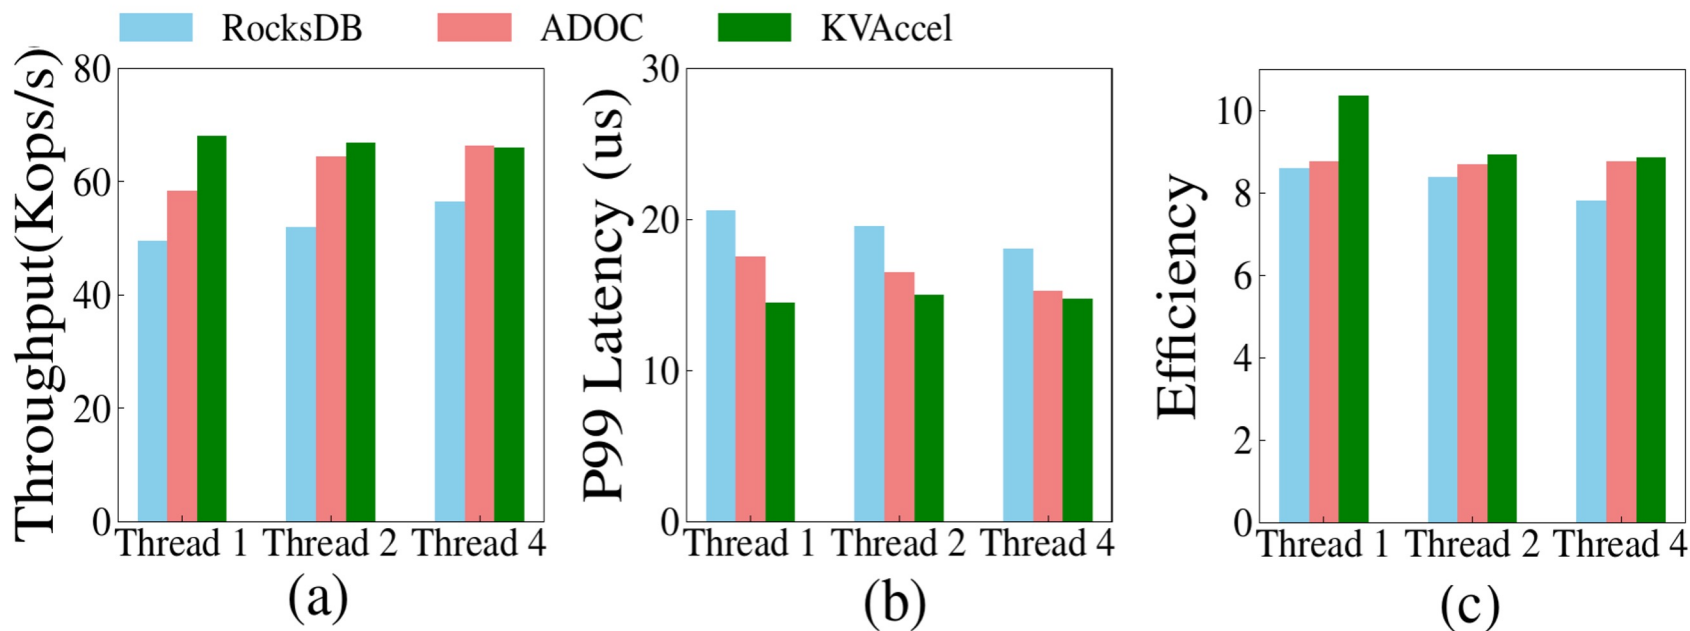 RocksDB ADOC KVAccel
Throughput(Kops/s)
80
60
40
20
0
Thread 1 Thread 2 Thread 4
(a)
P99 Latency (us)
30
20
10
0
Thread 1 Thread 2 Thread 4
(b)
Efficiency
10
8
6
4
2
0
Thread 1 Thread 2 Thread 4
(c)